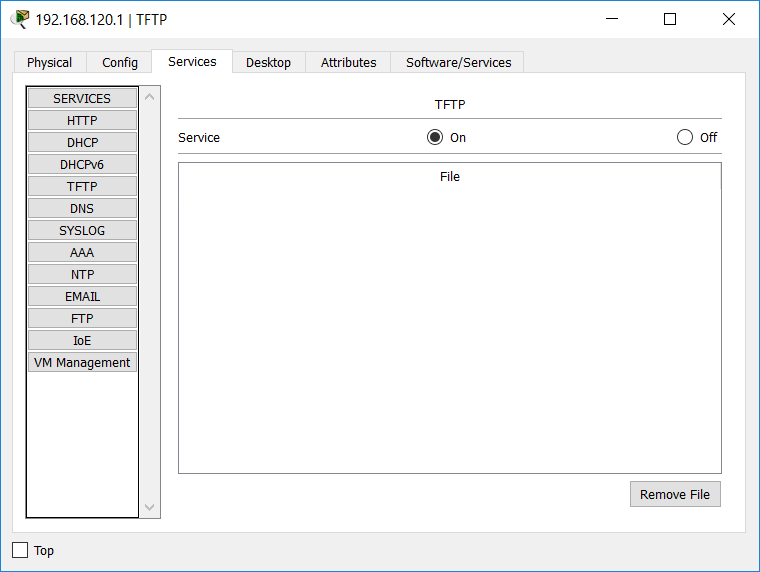 192.168.120.1 | TFTP
Physical Config Services Desktop Attributes Software/Services
SERVICES
HTTP
DHCP
DHCPv6
TFTP
DNS
SYSLOG
AAA
NTP
EMAIL
FTP
IoE
VM Management
TFTP
Service On Off
File
Remove File
Top